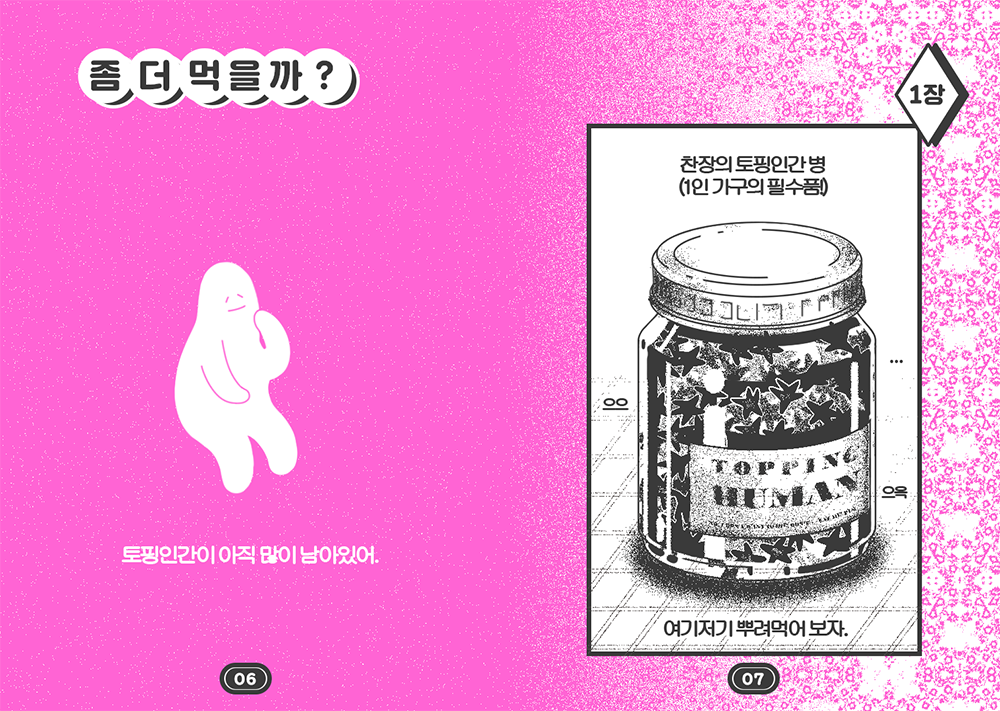 좀 더 먹을까?
토핑인간이 아직 많이 남아있어.
06
1장
찬장의 토핑인간 병
(1인 가구의 필수품!)
...
으으
TOPPING
HUMAN
으윽
여기저기 뿌려먹어 보자.
07